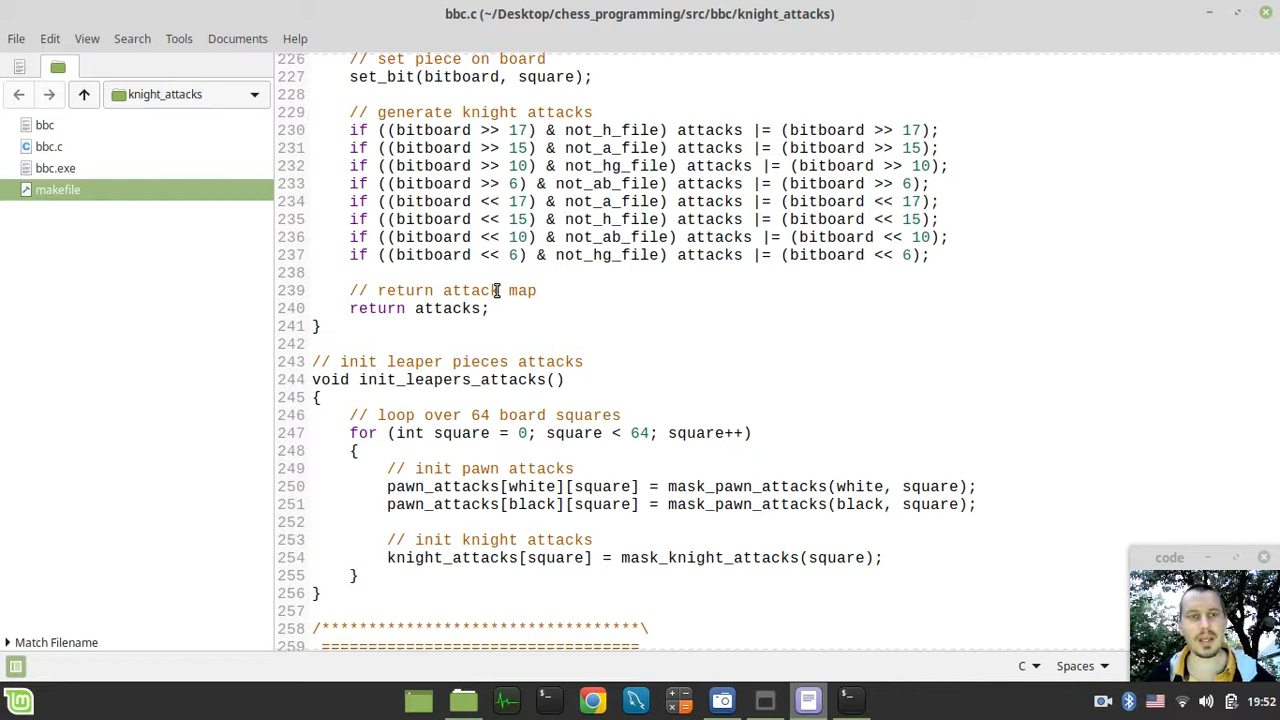 bbc.c (~/Desktop/chess_programming/src/bbc/knight_attacks)
File Edit View Search Tools Documents Help
knight_attacks
bbc
bbc.c
bbc.exe
makefile
226 // set piece on board
227 set_bit(bitboard, square);
228
229 // generate knight attacks
230 if ((bitboard >> 17) & not_h_file) attacks |= (bitboard >> 17);
231 if ((bitboard >> 15) & not_a_file) attacks |= (bitboard >> 15);
232 if ((bitboard >> 10) & not_hg_file) attacks |= (bitboard >> 10);
233 if ((bitboard >> 6) & not_ab_file) attacks |= (bitboard >> 6);
234 if ((bitboard << 17) & not_a_file) attacks |= (bitboard << 17);
235 if ((bitboard << 15) & not_h_file) attacks |= (bitboard << 15);
236 if ((bitboard << 10) & not_ab_file) attacks |= (bitboard << 10);
237 if ((bitboard << 6) & not_hg_file) attacks |= (bitboard << 6);
238
239 // return attack map
240 return attacks;
241 }
242
243 // init leaper pieces attacks
244 void init_leapers_attacks()
245 {
246 // loop over 64 board squares
247 for (int square = 0; square < 64; square++)
248 {
249 // init pawn attacks
250 pawn_attacks[white][square] = mask_pawn_attacks(white, square);
251 pawn_attacks[black][square] = mask_pawn_attacks(black, square);
252
253 // init knight attacks
254 knight_attacks[square] = mask_knight_attacks(square);
255 }
256 }
257
258 /**********************************\
259 ==================================
Match Filename
code
C Spaces
19:52